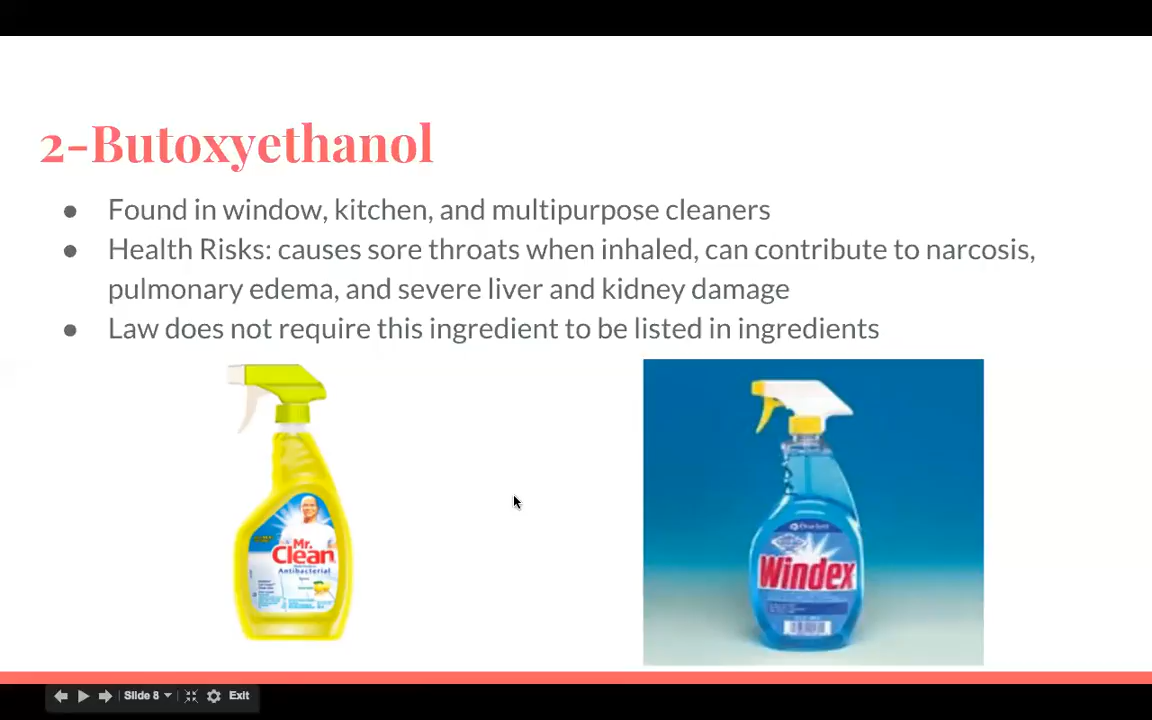 2-Butoxyethanol
● Found in window, kitchen, and multipurpose cleaners
● Health Risks: causes sore throats when inhaled, can contribute to narcosis,
pulmonary edema, and severe liver and kidney damage
● Law does not require this ingredient to be listed in ingredients
Mr.
Clean
Antibacterial
Windex
Slide 8
Exit